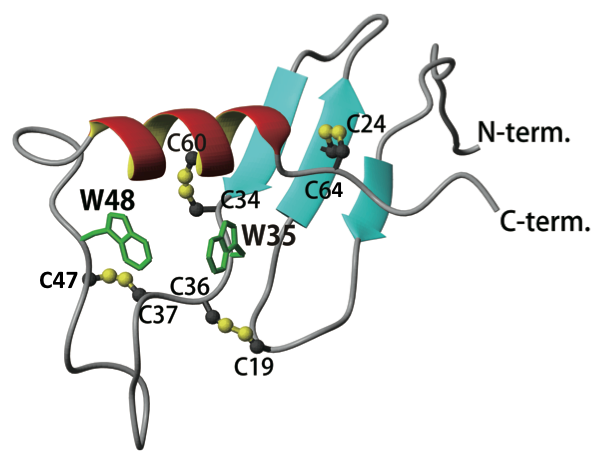 C24
N-term.
C60
C64
W48
C34
C-term.
W35
C47
C36
C37
C19